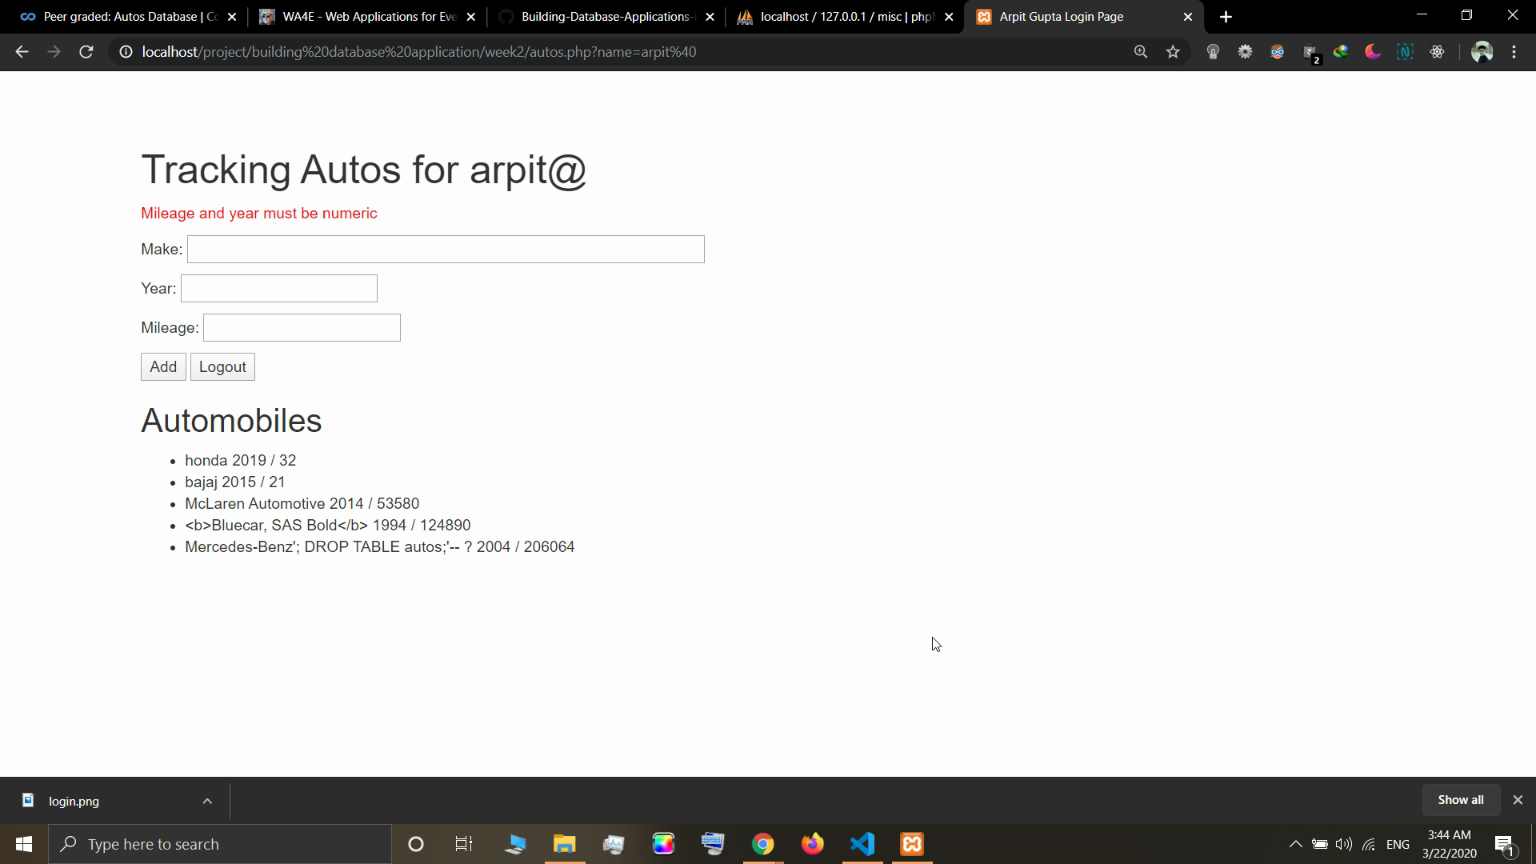 Peer graded: Autos Database | Co
WA4E - Web Applications for Eve
Building-Database-Applications-
localhost / 127.0.0.1 / misc | php
Arpit Gupta Login Page
localhost/project/building%20database%20application/week2/autos.php?name=arpit%40
2
Tracking Autos for arpit@
Mileage and year must be numeric
Make:
Year:
Mileage:
Add Logout
Automobiles
• honda 2019 / 32
• bajaj 2015 / 21
• McLaren Automotive 2014 / 53580
• <b>Bluecar, SAS Bold</b> 1994 / 124890
• Mercedes-Benz'; DROP TABLE autos;'-- ? 2004 / 206064
login.png
Show all
Type here to search
ENG
3:44 AM
3/22/2020
1